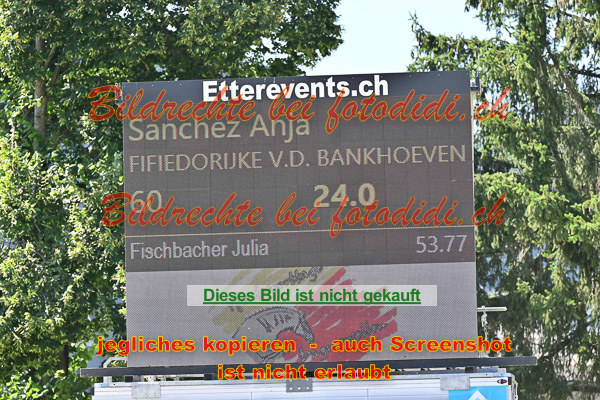 Etterevents.ch
Bildrechte bei fotodidi.ch
Sanchez Anja
FIFIEDORIJKE V.D. BANKHOEVEN
60 24.0
Bildrechte bei fotodidi.ch
Fischbacher Julia 53.77
Dieses Bild ist nicht gekauft
jegliches kopieren - auch Screenshot
ist nicht erlaubt